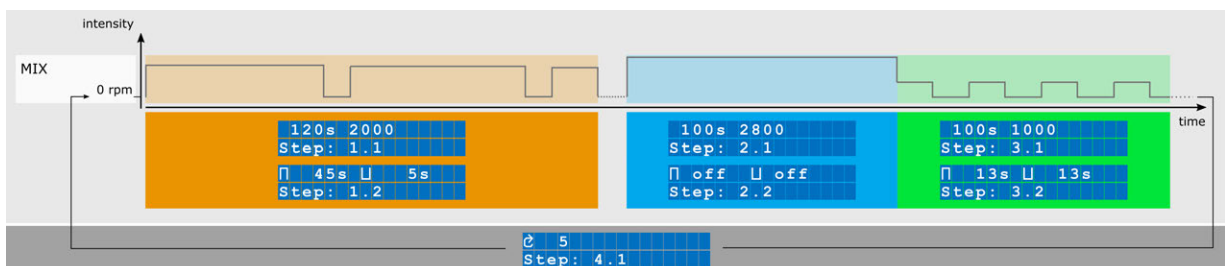 intensity
MIX
0 rpm
time
120s 2000
Step: 1.1
Π 45s ⊔ 5s
Step: 1.2
100s 2800
Step: 2.1
Π off ⊔ off
Step: 2.2
100s 1000
Step: 3.1
Π 13s ⊔ 13s
Step: 3.2
↻ 5
Step: 4.1